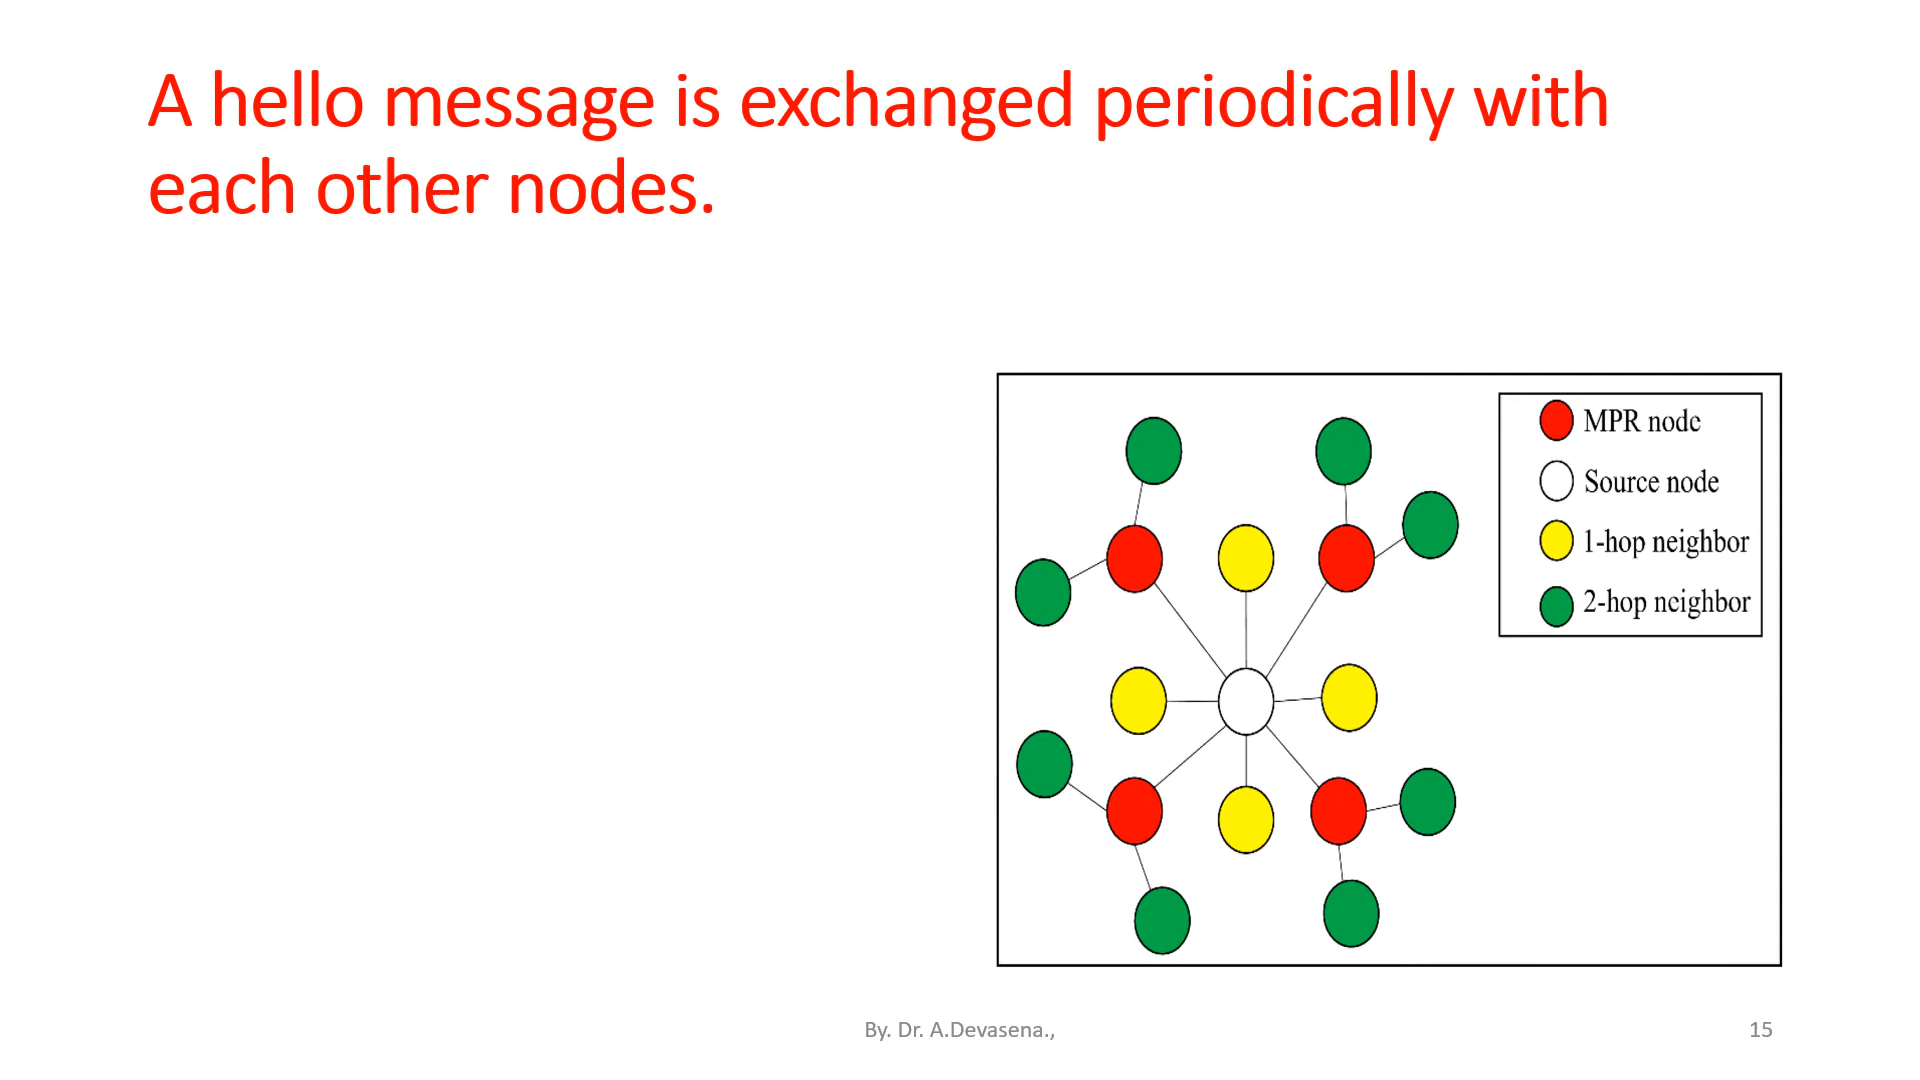 A hello message is exchanged periodically with
each other nodes.
MPR node
Source node
1-hop neighbor
2-hop neighbor
By. Dr. A.Devasena.,
15